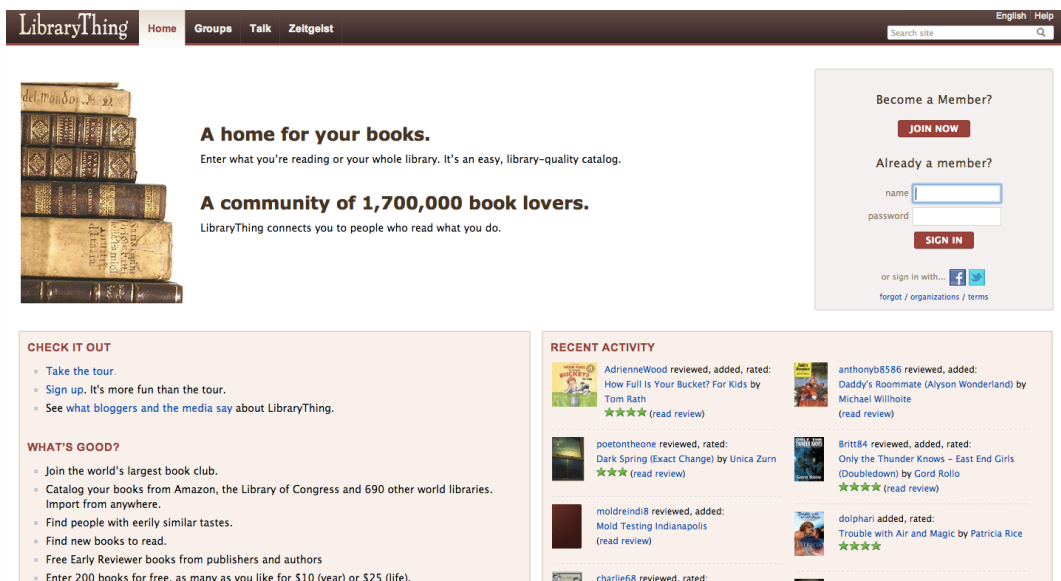 LibraryThing
Home Groups Talk Zeitgeist
English Help
Search site
del mondo
A home for your books.
Enter what you're reading or your whole library. It's an easy, library-quality catalog.
A community of 1,700,000 book lovers.
LibraryThing connects you to people who read what you do.
Become a Member?
JOIN NOW
Already a member?
name
password
SIGN IN
or sign in with...
forgot / organizations / terms
CHECK IT OUT
Take the tour.
Sign up. It's more fun than the tour.
See what bloggers and the media say about LibraryThing.
WHAT'S GOOD?
Join the world's largest book club.
Catalog your books from Amazon, the Library of Congress and 690 other world libraries.
Import from anywhere.
Find people with eerily similar tastes.
Find new books to read.
Free Early Reviewer books from publishers and authors
Enter 200 books for free, as many as you like for $10 (year) or $25 (life).
RECENT ACTIVITY
AdrienneWood reviewed, added, rated:
How Full Is Your Bucket? For Kids by
Tom Rath
(read review)
poetontheone reviewed, rated:
Dark Spring (Exact Change) by Unica Zurn
(read review)
moldreindi8 reviewed, added:
Mold Testing Indianapolis
(read review)
charlie68 reviewed, rated:
anthonyb8586 reviewed, added:
Daddy's Roommate (Alyson Wonderland) by
Michael Willhoite
(read review)
Britt84 reviewed, added, rated:
Only the Thunder Knows - East End Girls
(Doubledown) by Gord Rollo
(read review)
dolphari added, rated:
Trouble with Air and Magic by Patricia Rice